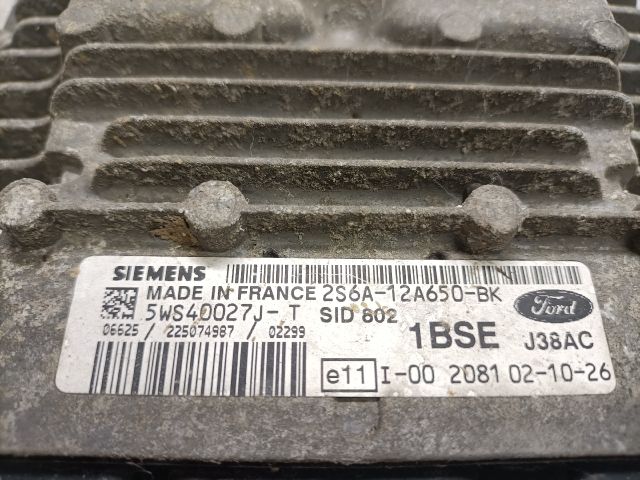 SIEMENS
MADE IN FRANCE 2S6A-12A650-BK
5WS40027J-T SID 802
06625 / 225074987 / 02299
1BSE
Ford
J38AC
e11 I-00 2081 02-10-26